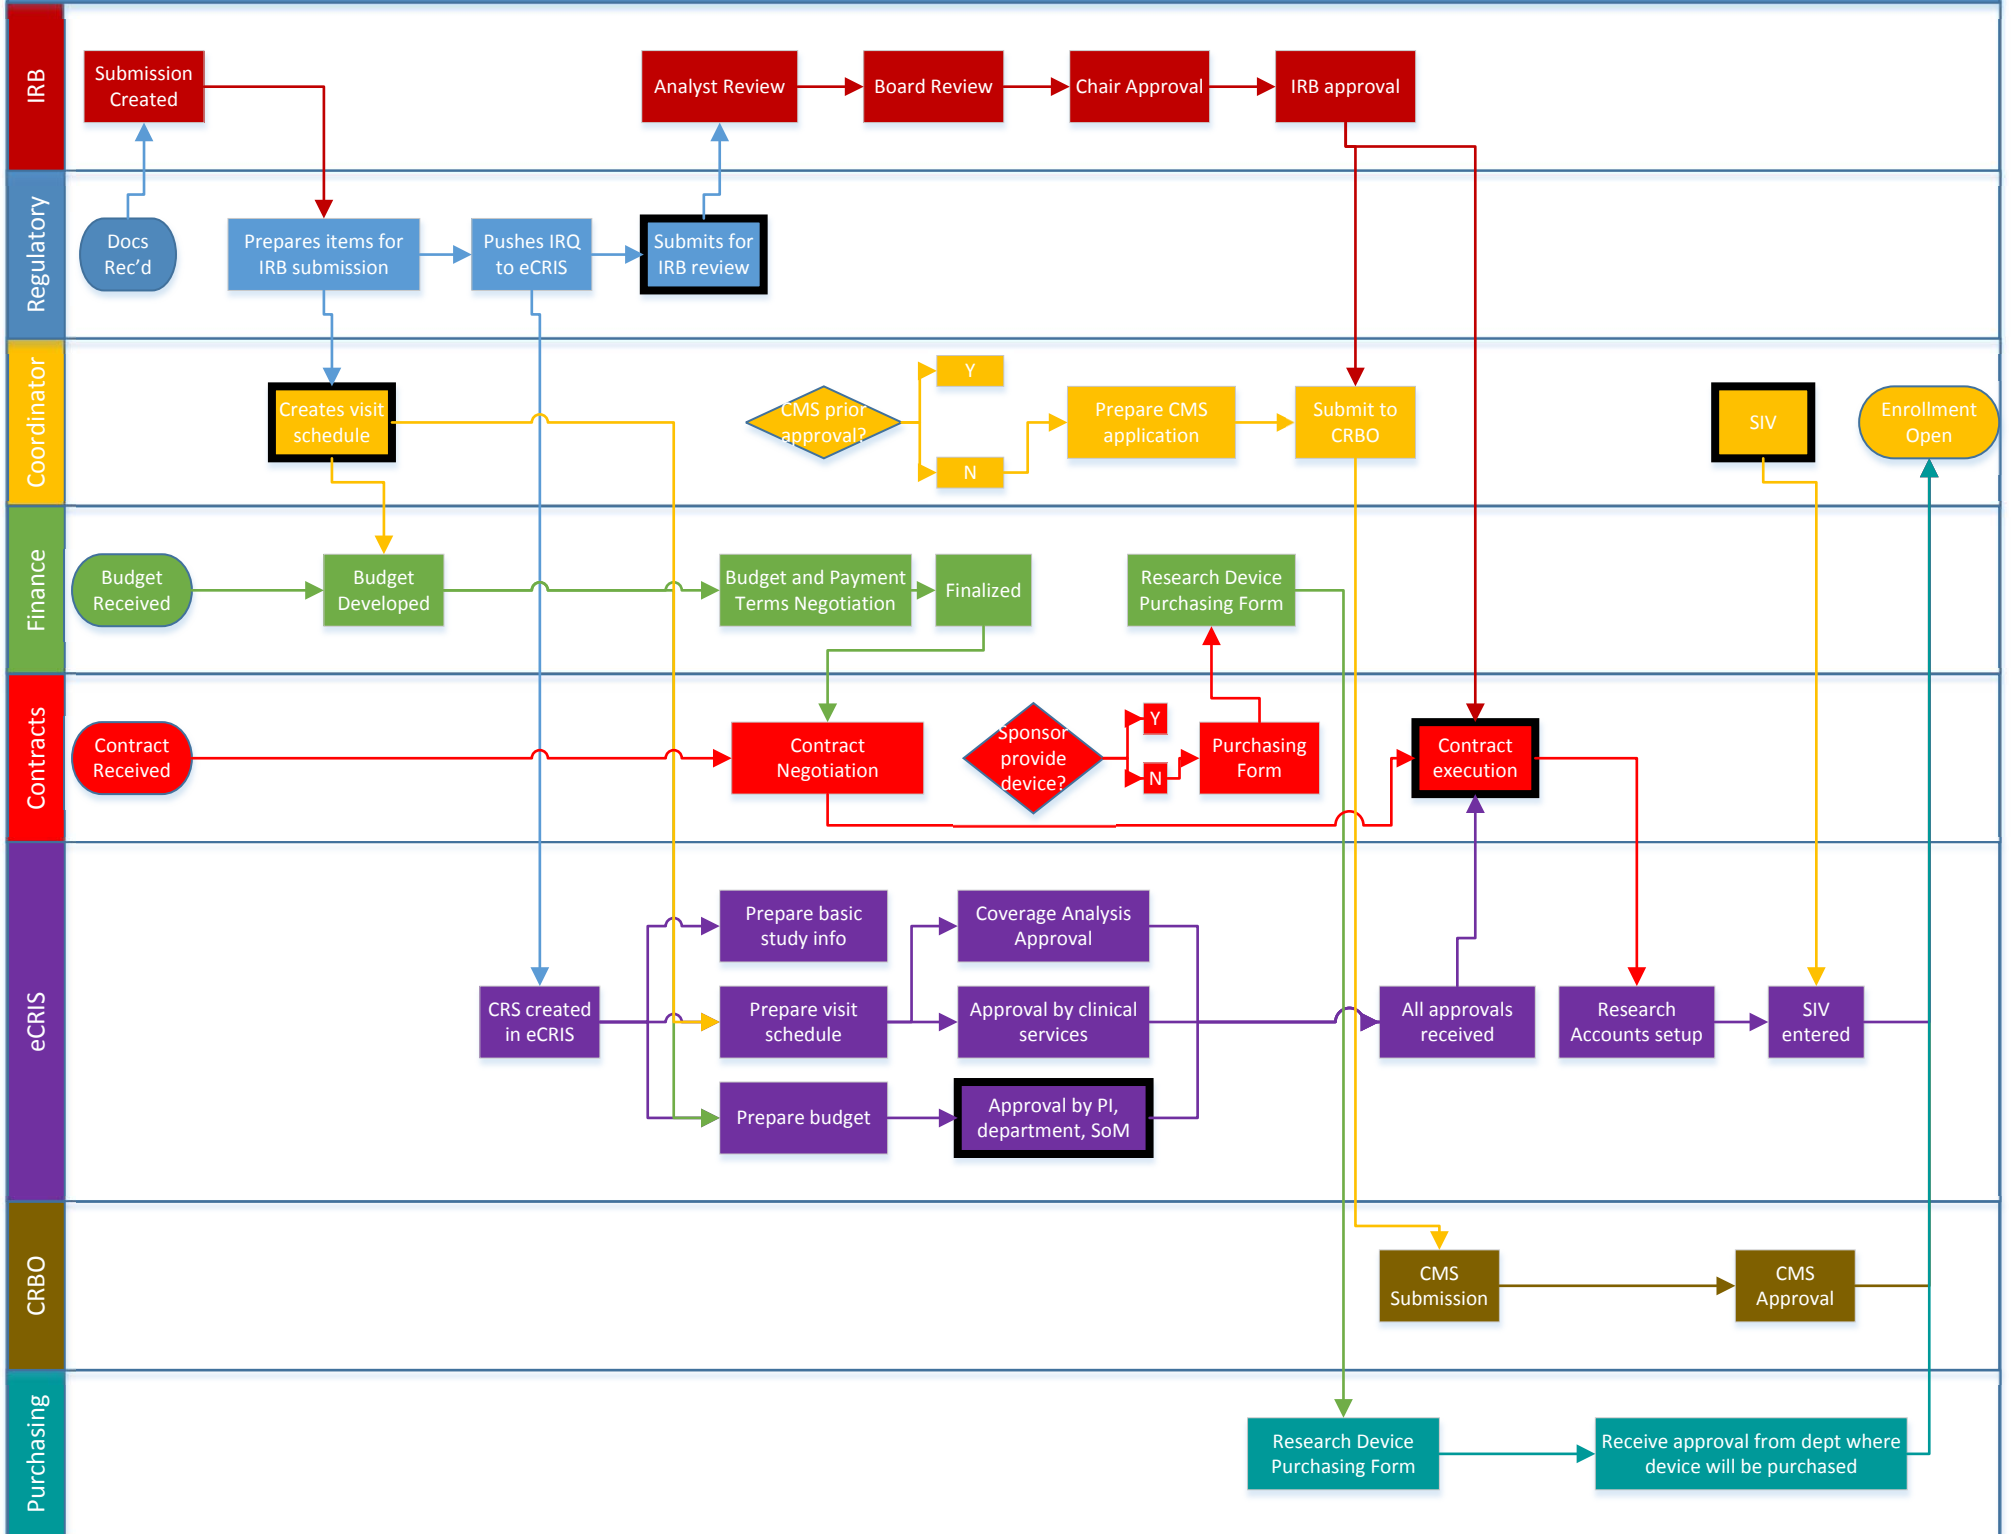 IRB
Submission
Created
Analyst Review
Board Review
Chair Approval
IRB approval
Regulatory
Docs
Rec’d
Prepares items for
IRB submission
Pushes IRQ
to eCRIS
Submits for
IRB review
Coordinator
Creates visit
schedule
CMS prior
approval?
Y
N
Prepare CMS
application
Submit to
CRBO
SIV
Enrollment
Open
Finance
Budget
Received
Budget
Developed
Budget and Payment
Terms Negotiation
Finalized
Research Device
Purchasing Form
Contracts
Contract
Received
Contract
Negotiation
Sponsor
provide
device?
Y
N
Purchasing
Form
Contract
execution
eCRIS
CRS created
in eCRIS
Prepare basic
study info
Prepare visit
schedule
Prepare budget
Coverage Analysis
Approval
Approval by clinical
services
Approval by PI,
department, SoM
All approvals
received
Research
Accounts setup
SIV
entered
CRBO
CMS
Submission
CMS
Approval
Purchasing
Research Device
Purchasing Form
Receive approval from dept where
device will be purchased